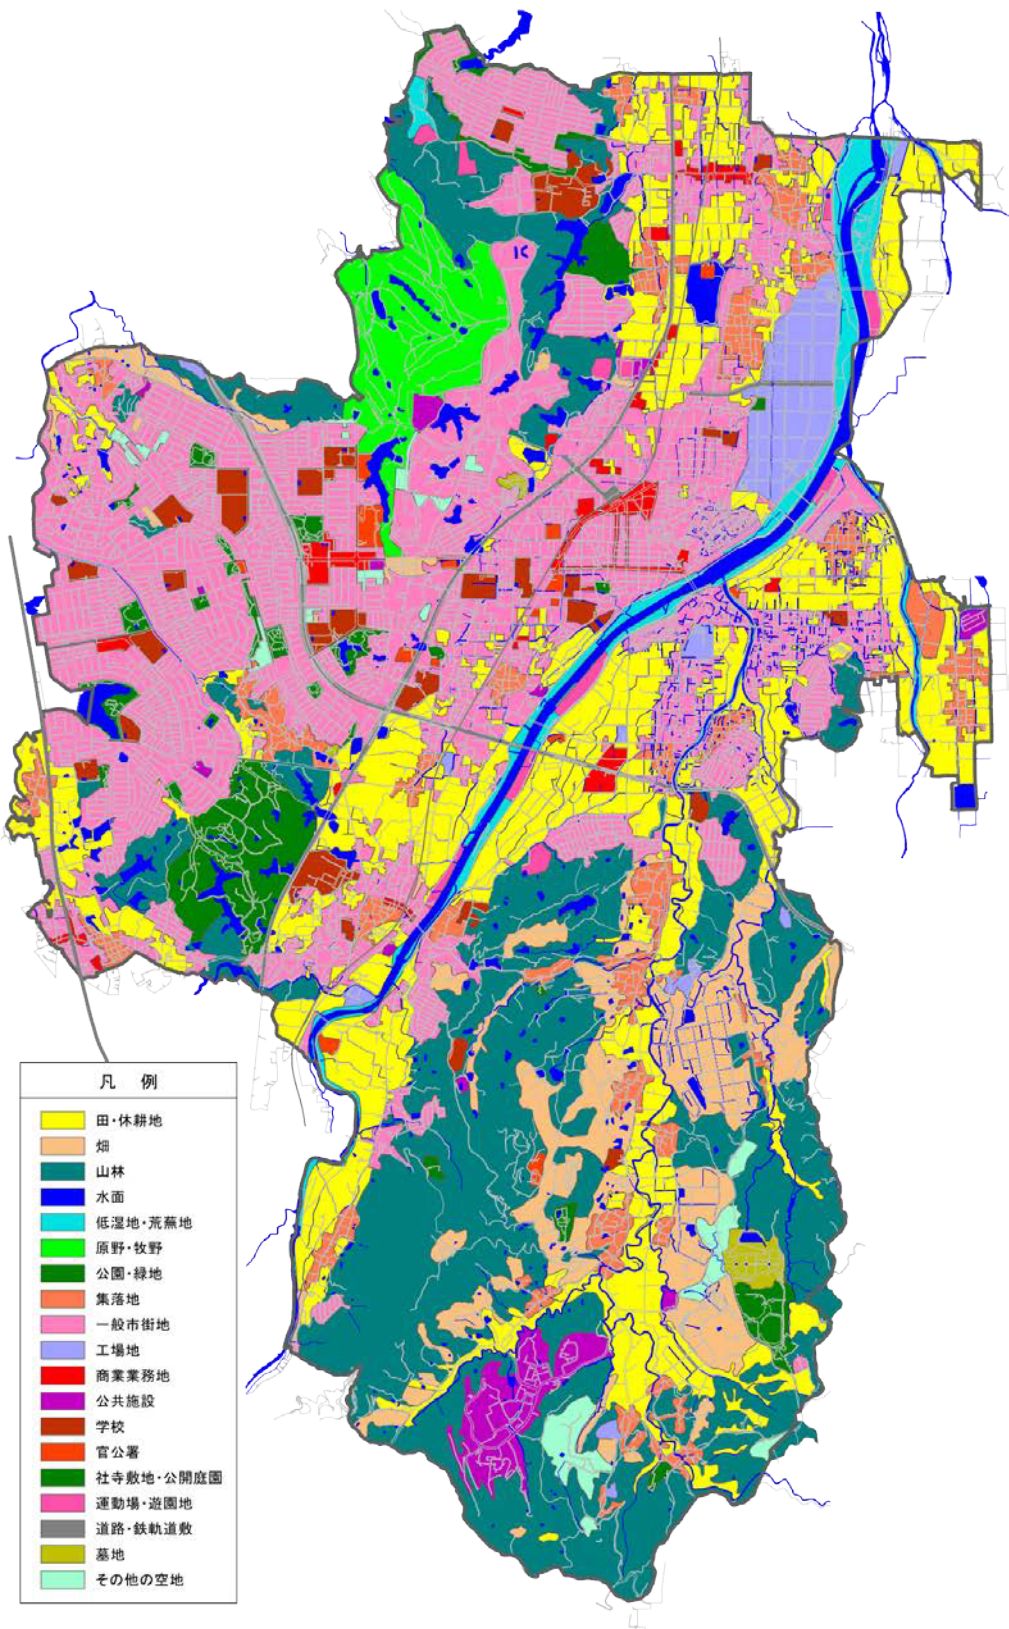 凡 例
田・休耕地
畑
山林
水面
低湿地・荒蕪地
原野・牧野
公園・緑地
集落地
一般市街地
工場地
商業業務地
公共施設
学校
官公署
社寺敷地・公開庭園
運動場・遊園地
道路・鉄軌道敷
墓地
その他の空地